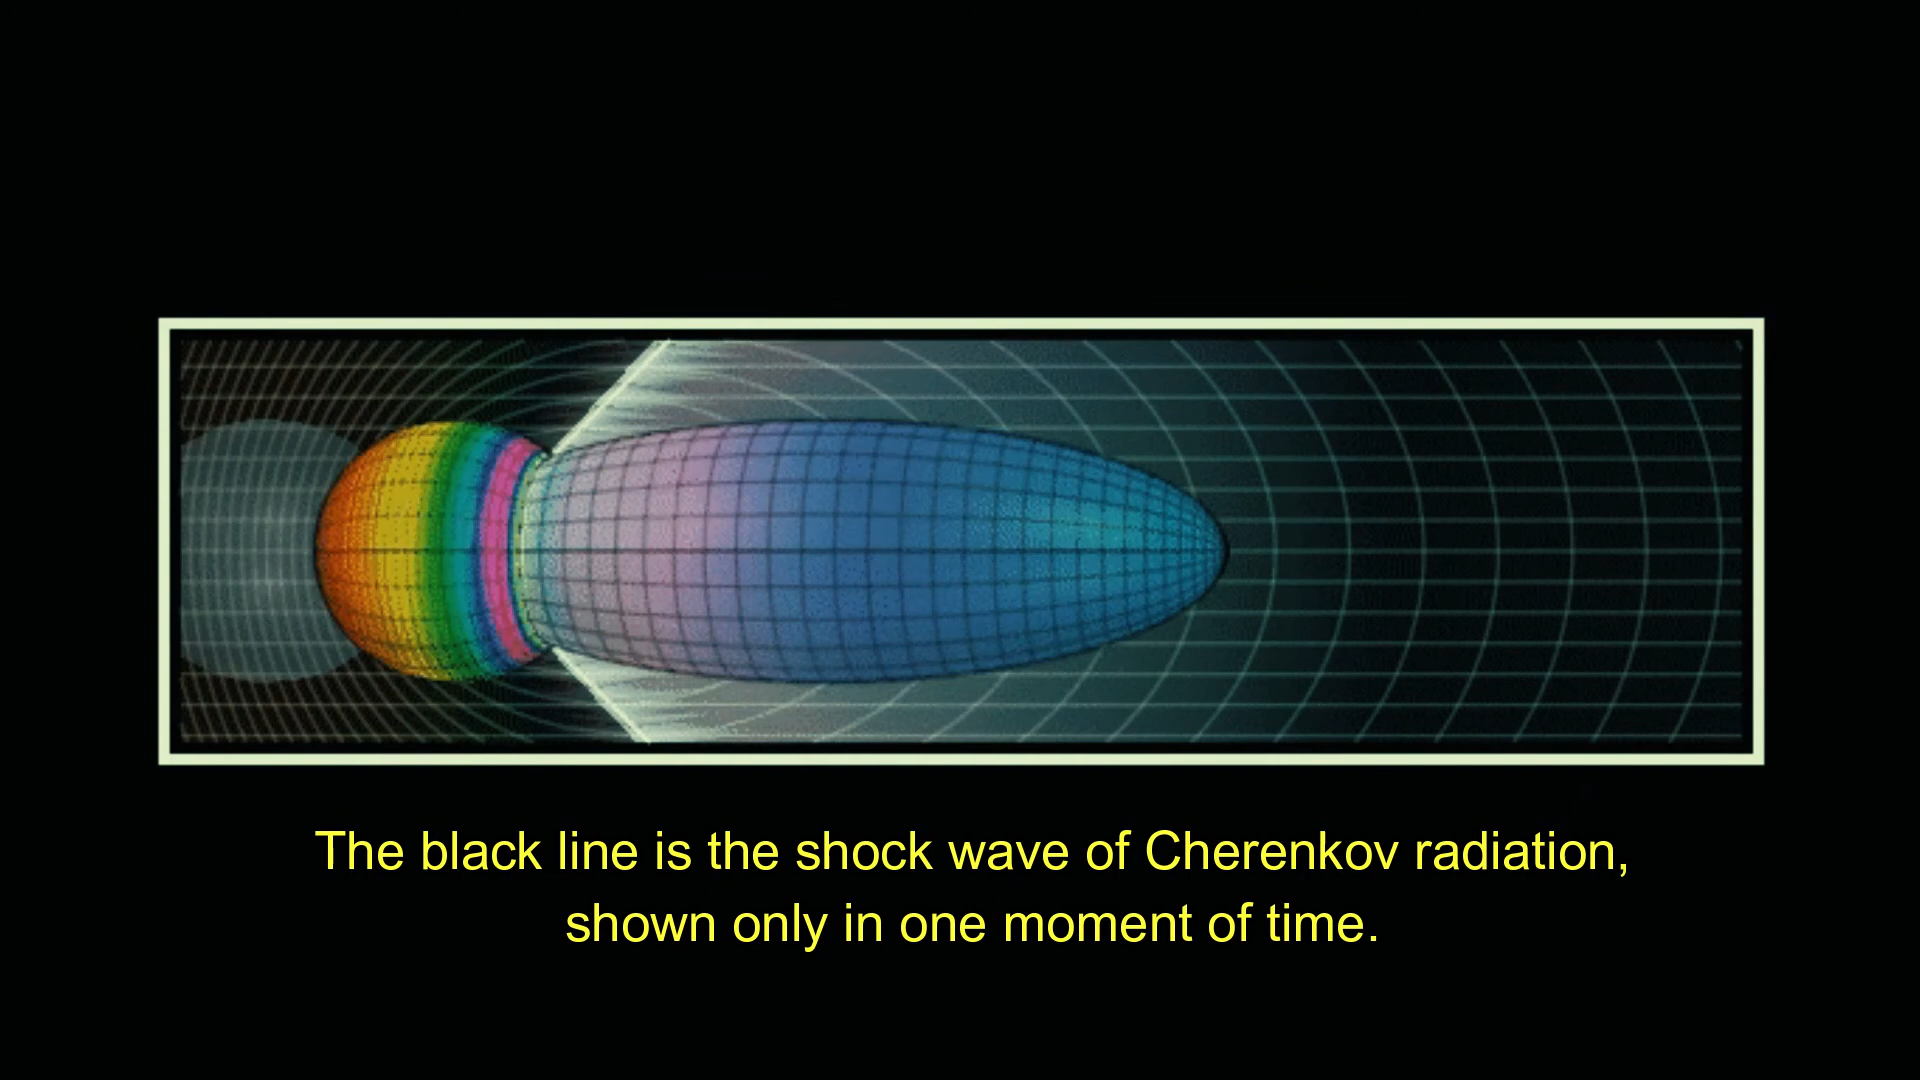 The black line is the shock wave of Cherenkov radiation,
shown only in one moment of time.